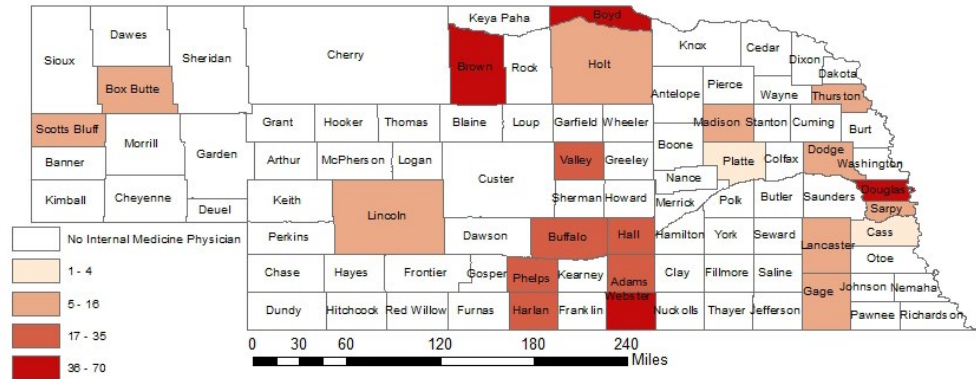 Keya Paha Boyd
Dawes Knox Cedar
Sioux Sheridan Cherry Brown Rock Holt Dixon
Dakota
Box Butte Pierce Wayne Thurston
Antelope
Scotts Bluff Grant Hooker Thomas Blaine Loup Garfield Wheeler Madison Stanton Cuming Burt
Morrill Garden Boone
Banner Arthur McPherson Logan Valley Greeley Platte Colfax Dodge Washington
Custer Nance
Kimball Cheyenne Keith Sherman Howard Merrick Polk Butler Saunders Douglas
Deuel Lincoln Sarpy
No Internal Medicine Physician Perkins Dawson Buffalo Hall Hamilton York Seward Lancaster Cass
Otoe
1 - 4 Chase Hayes Frontier Gosper Phelps Kearney Adams Clay Fillmore Saline
5 - 16 Webster Gage Johnson Nemaha
Dundy Hitchcock Red Willow Furnas Harlan Franklin Nuckolls Thayer Jefferson Pawnee Richardson
17 - 35
36 - 70
0 30 60 120 180 240
Miles